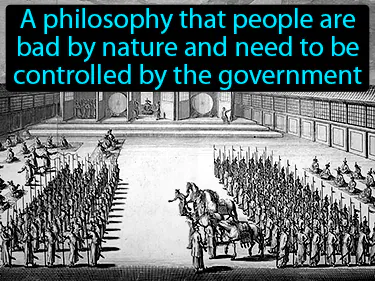 A philosophy that people are
bad by nature and need to be
controlled by the government